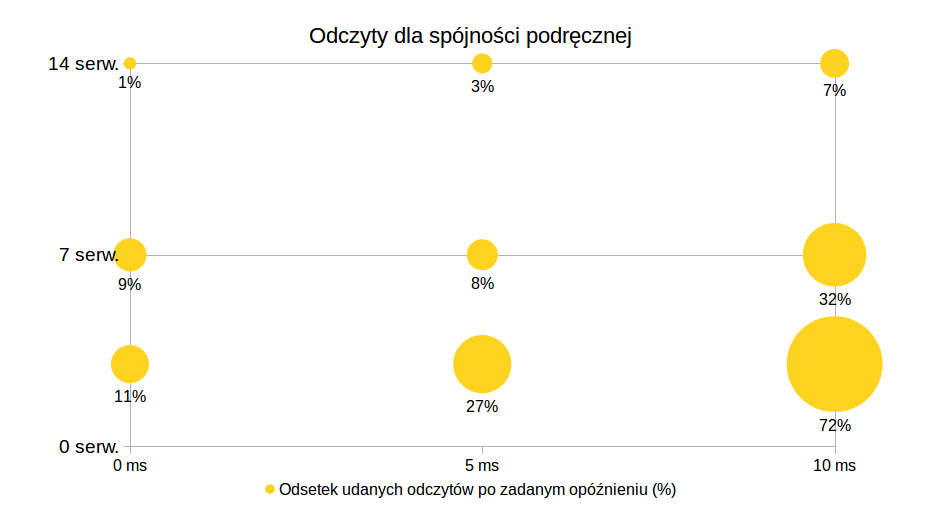 Odczyty dla spójności podręcznej
14 serw.
1%
3%
7%
7 serw.
9%
8%
32%
11%
27%
72%
0 serw.
0 ms
5 ms
10 ms
Odsetek udanych odczytów po zadanym opóźnieniu (%)